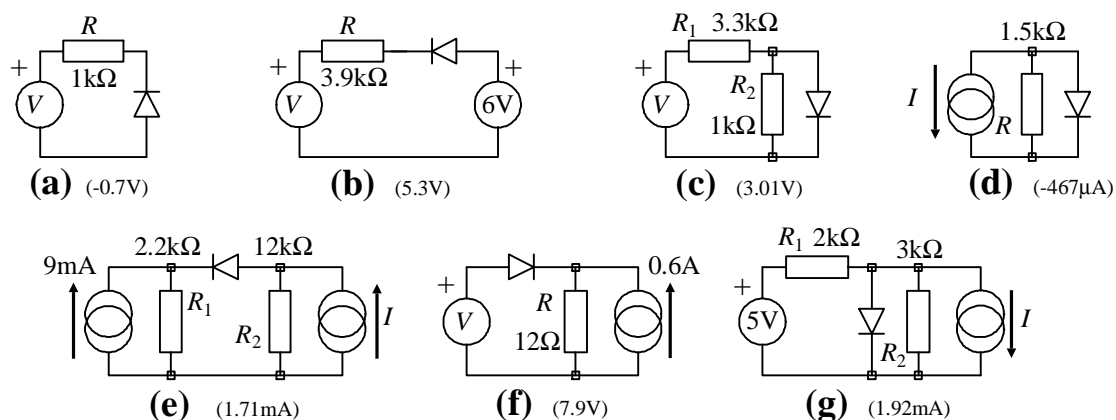 R
+
1kΩ
V
(a) (-0.7V)
R
+
3.9kΩ
V
+
6V
(b) (5.3V)
R1 3.3kΩ
+
V
R2
1kΩ
(c) (3.01V)
1.5kΩ
I
R
(d) (-467µA)
2.2kΩ 12kΩ
9mA
R1
R2
I
(e) (1.71mA)
+
V
R
12Ω
0.6A
(f) (7.9V)
R1 2kΩ
3kΩ
+
5V
R2
I
(g) (1.92mA)